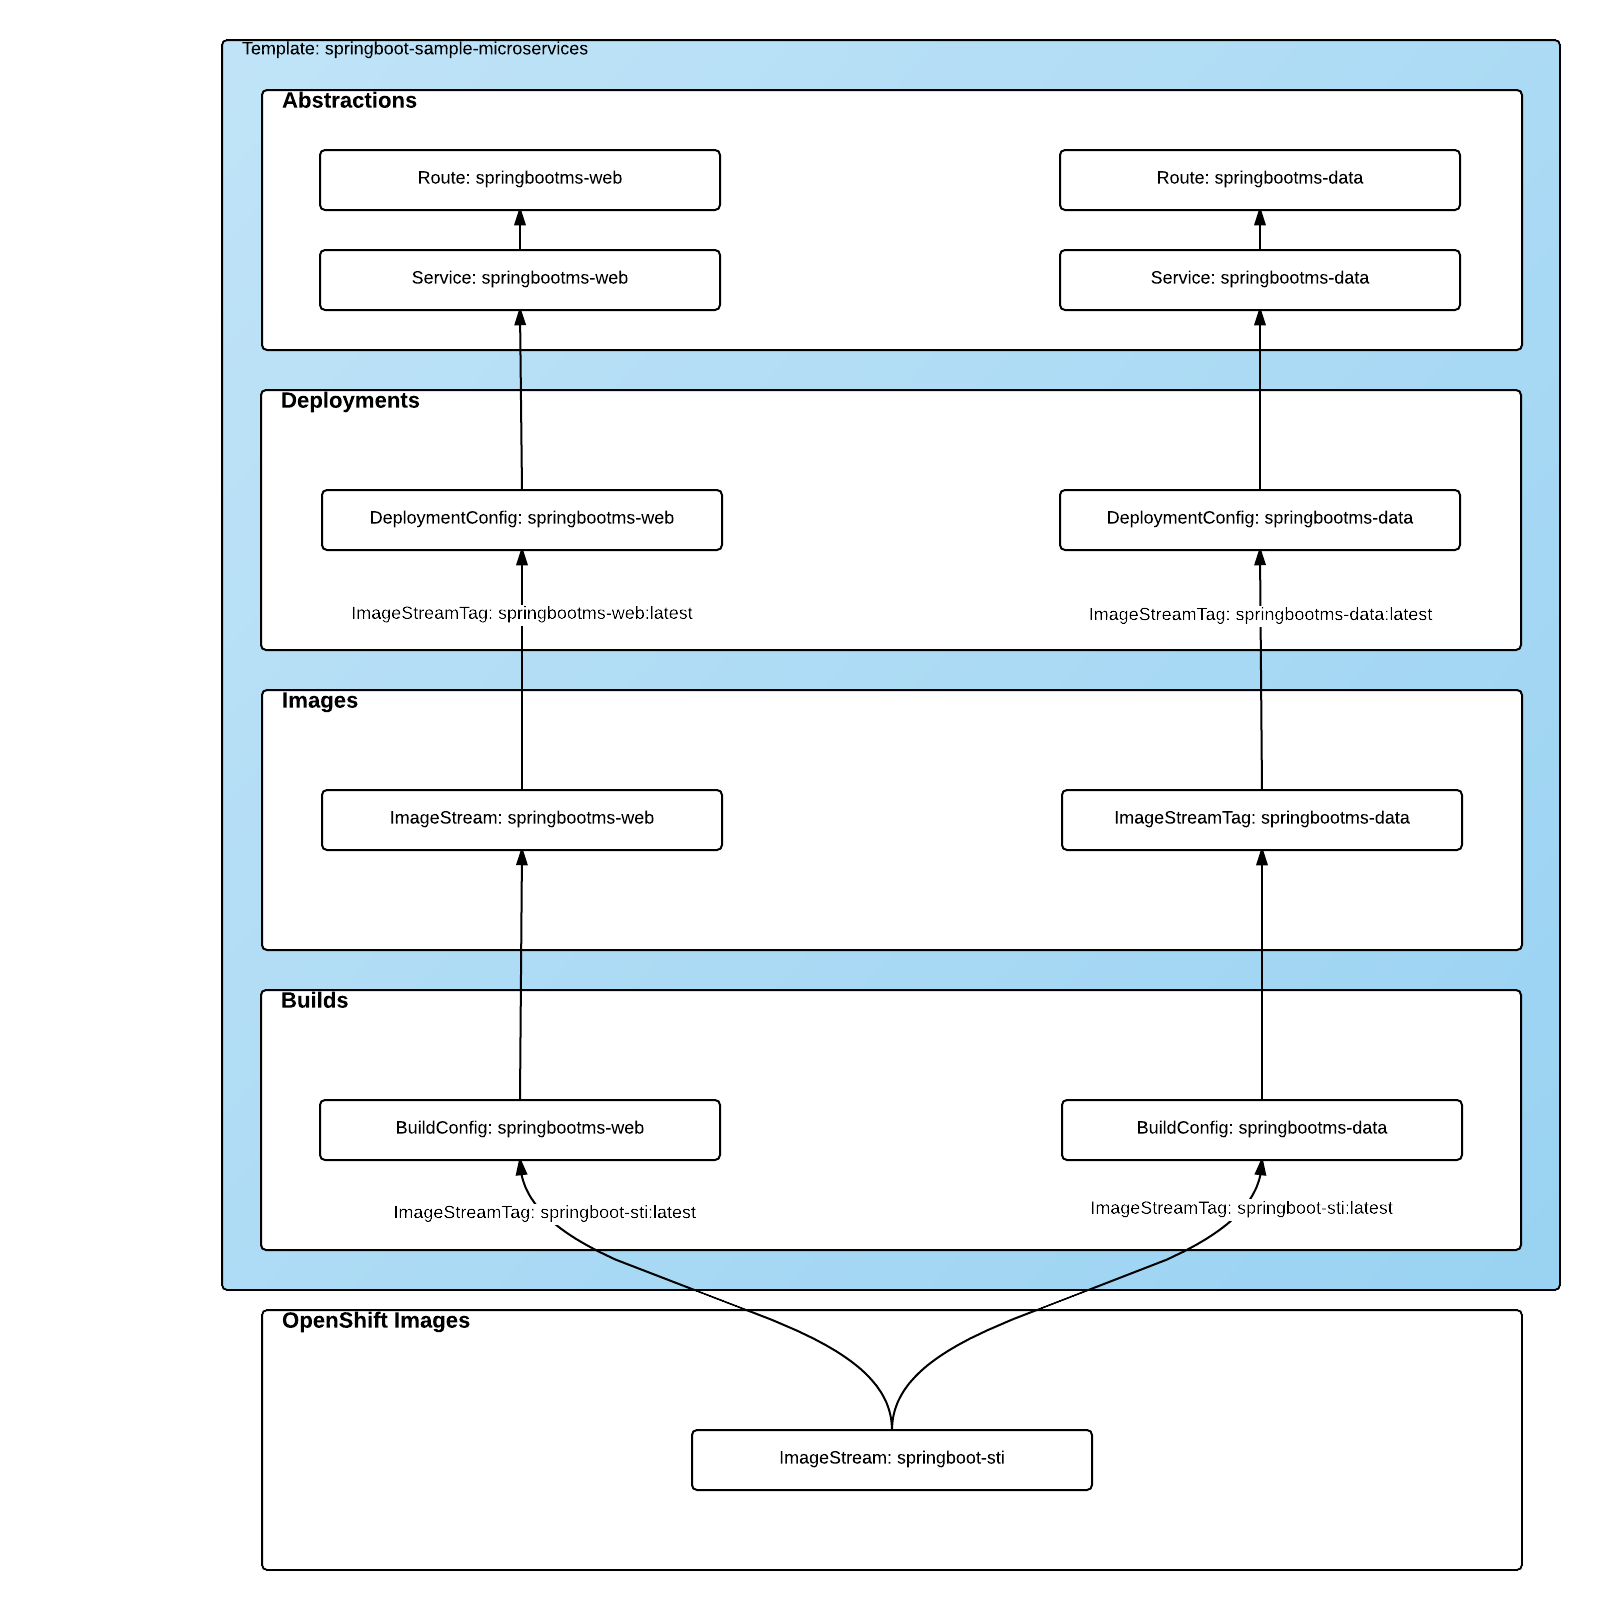 Template: springboot-sample-microservices
Abstractions
Route: springbootms-web
Route: springbootms-data
Service: springbootms-web
Service: springbootms-data
Deployments
DeploymentConfig: springbootms-web
DeploymentConfig: springbootms-data
ImageStreamTag: springbootms-web:latest
ImageStreamTag: springbootms-data:latest
Images
ImageStream: springbootms-web
ImageStreamTag: springbootms-data
Builds
BuildConfig: springbootms-web
BuildConfig: springbootms-data
ImageStreamTag: springboot-sti:latest
ImageStreamTag: springboot-sti:latest
OpenShift Images
ImageStream: springboot-sti